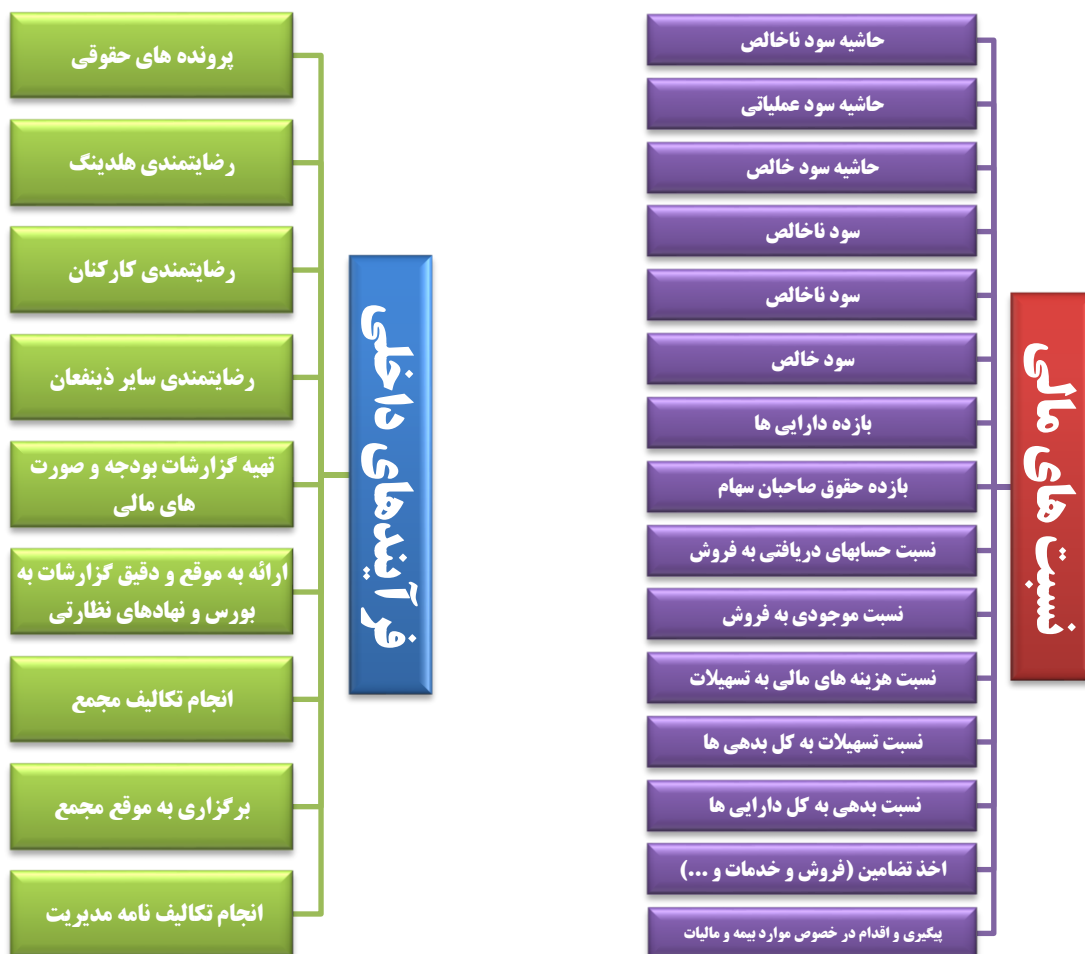 نسبت های مالی
حاشیه سود ناخالص
حاشیه سود عملیاتی
حاشیه سود خالص
سود ناخالص
سود ناخالص
سود خالص
بازده دارایی ها
بازده حقوق صاحبان سهام
نسبت حسابهای دریافتی به فروش
نسبت موجودی به فروش
نسبت هزینه های مالی به تسهیلات
نسبت تسهیلات به کل بدهی ها
نسبت بدهی به کل دارایی ها
اخذ تضامین (فروش و خدمات و ...)
پیگیری و اقدام در خصوص موارد بیمه و مالیات
فرآیندهای داخلی
پرونده های حقوقی
رضایتمندی هلدینگ
رضایتمندی کارکنان
رضایتمندی سایر ذینفعان
تهیه گزارشات بودجه و صورت
های مالی
ارائه به موقع و دقیق گزارشات به
بورس و نهادهای نظارتی
انجام تکالیف مجمع
برگزاری به موقع مجمع
انجام تکالیف نامه مدیریت